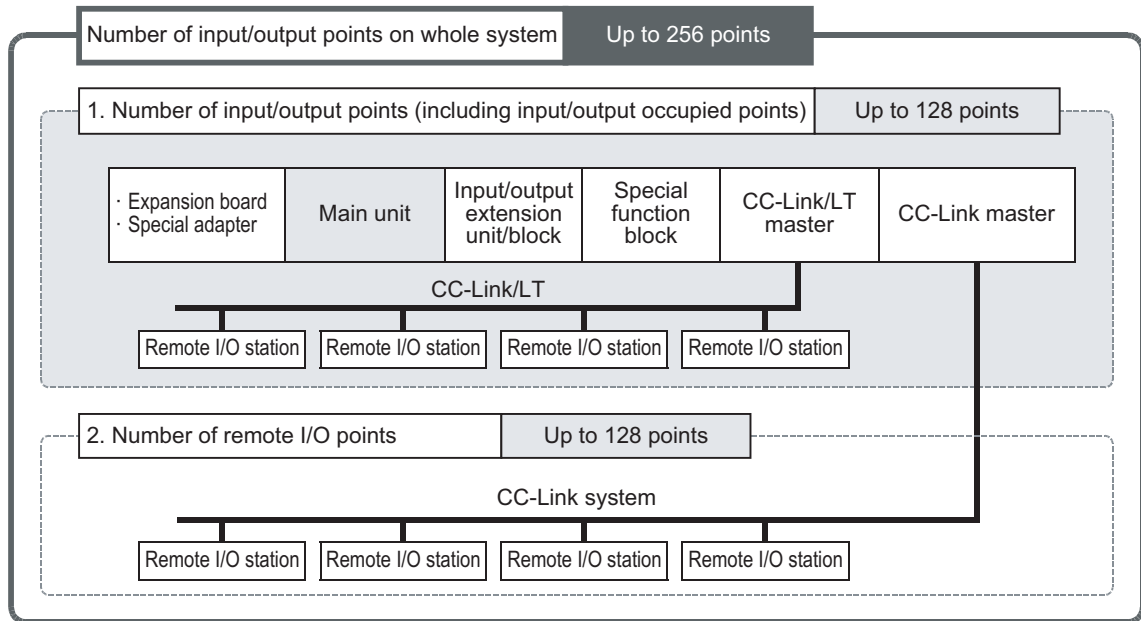 Number of input/output points on whole system Up to 256 points
1. Number of input/output points (including input/output occupied points) Up to 128 points
· Expansion board
· Special adapter
Main unit
Input/output
extension
unit/block
Special
function
block
CC-Link/LT
master
CC-Link master
CC-Link/LT
Remote I/O station Remote I/O station Remote I/O station Remote I/O station
2. Number of remote I/O points Up to 128 points
CC-Link system
Remote I/O station Remote I/O station Remote I/O station Remote I/O station